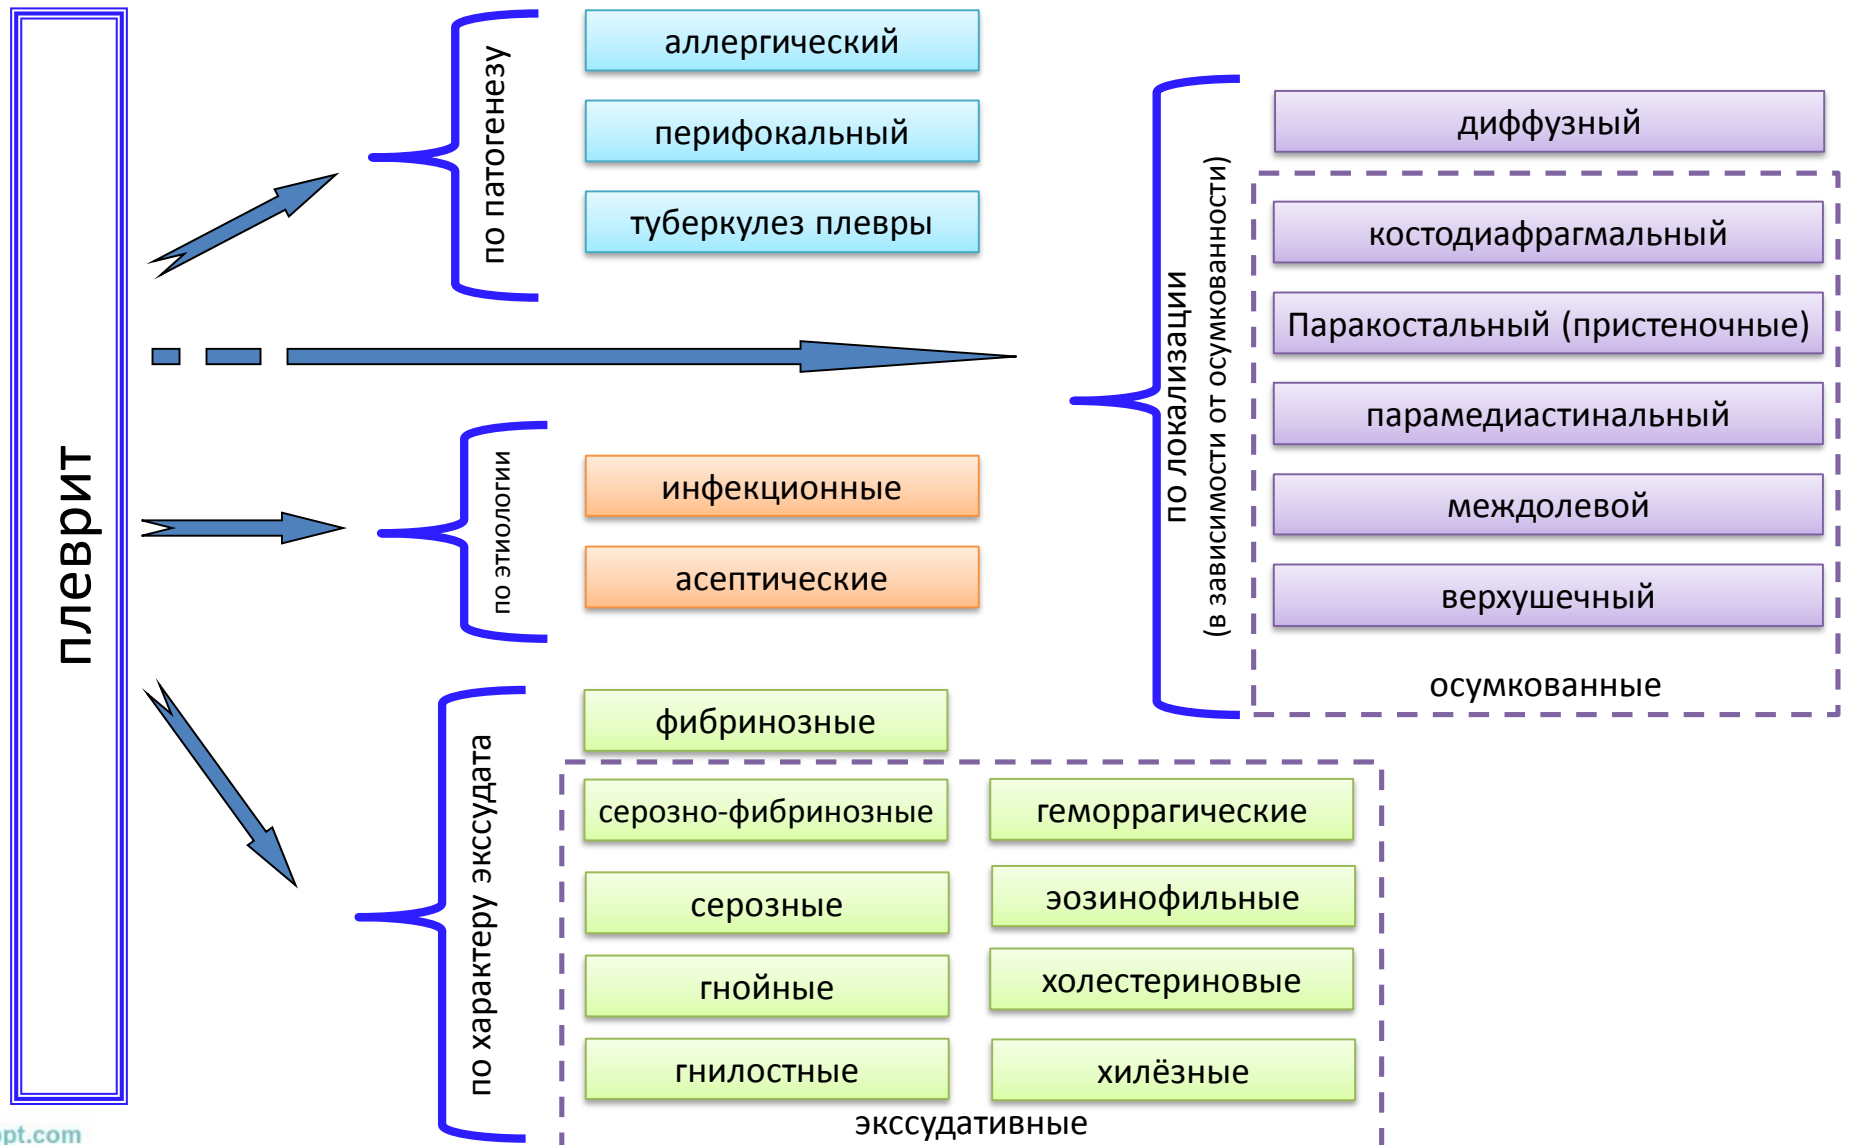 плеврит
по патогенезу
аллергический
перифокальный
туберкулез плевры
по этиологии
инфекционные
асептические
по характеру экссудата
фибринозные
серозно-фибринозные
серозные
гнойные
гнилостные
геморрагические
эозинофильные
холестериновые
хилёзные
экссудативные
по локализации
(в зависимости от осумкованности)
диффузный
костодиафрагмальный
Паракостальный (пристеночные)
парамедиастинальный
междолевой
верхушечный
осумкованные
ppt.com